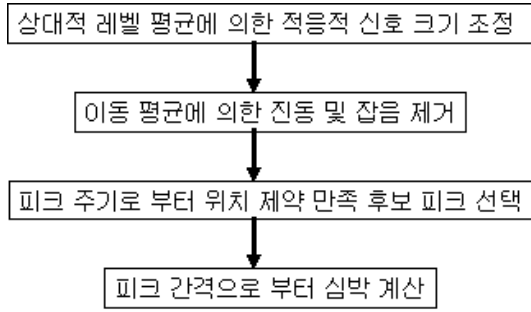 상대적 레벨 평균에 의한 적응적 신호 크기 조정
이동 평균에 의한 진동 및 잡음 제거
피크 주기로 부터 위치 제약 만족 후보 피크 선택
피크 간격으로 부터 심박 계산